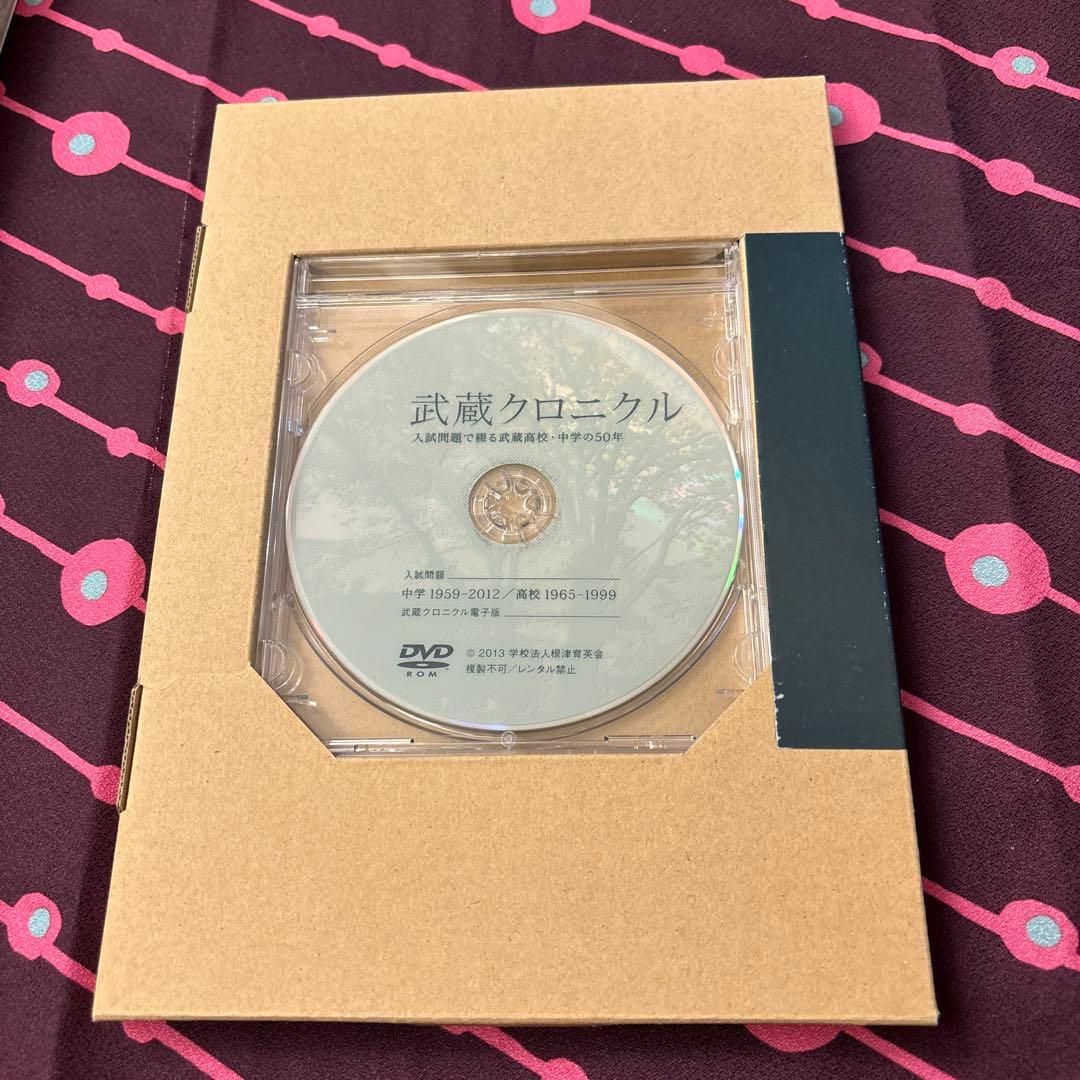 武蔵クロニクル
入試問題で綴る武蔵高校・中学の50年
入試問題
中学 1959–2012／高校 1965–1999
武蔵クロニクル電子版
DVD
ROM
© 2013 学校法人根津育英会
複製不可／レンタル禁止